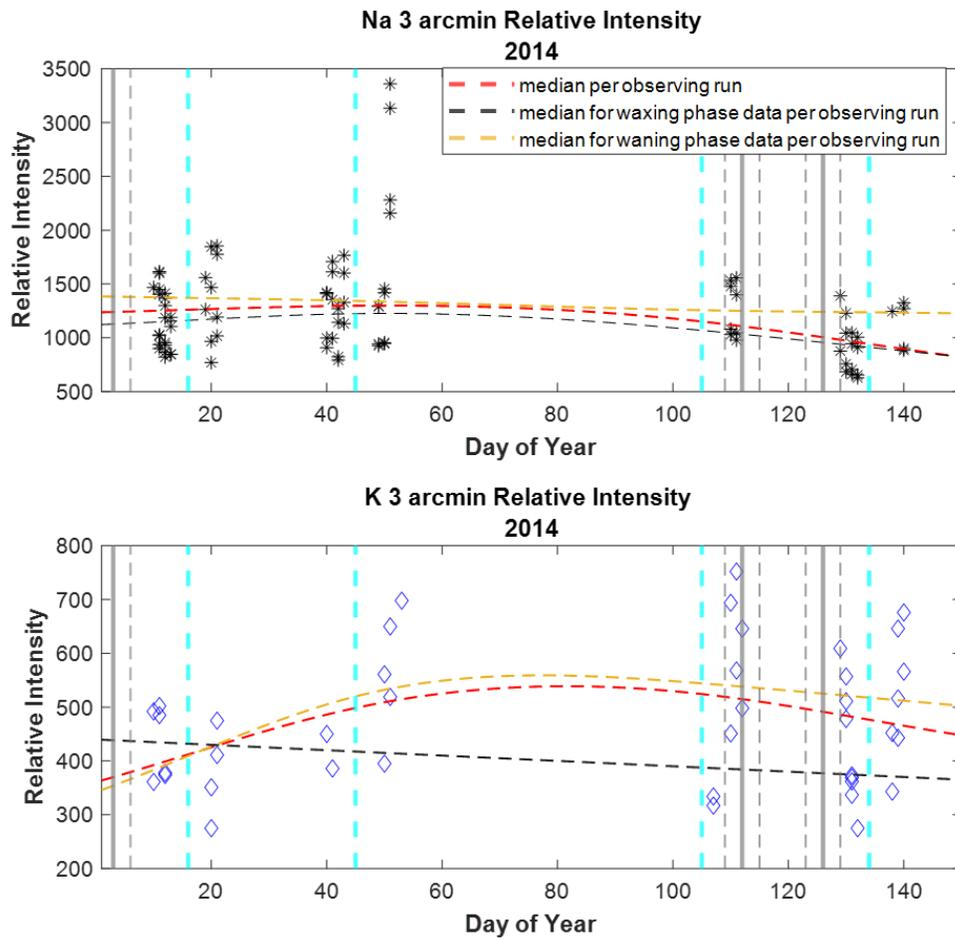 Na 3 arcmin Relative Intensity
2014
3500
3000
2500
2000
1500
1000
500
Relative Intensity
median per observing run
median for waxing phase data per observing run
median for waning phase data per observing run
20 40 60 80 100 120 140
Day of Year
K 3 arcmin Relative Intensity
2014
800
700
600
500
400
300
200
Relative Intensity
20 40 60 80 100 120 140
Day of Year